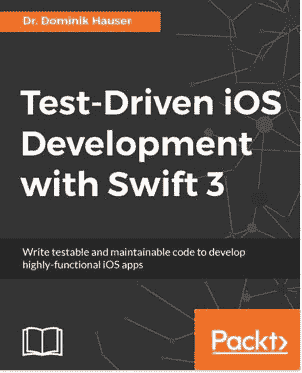 Dr. Dominik Hauser
Test-Driven iOS
Development
with Swift 3
Write testable and maintainable code to develop
highly-functional iOS apps
Packt>